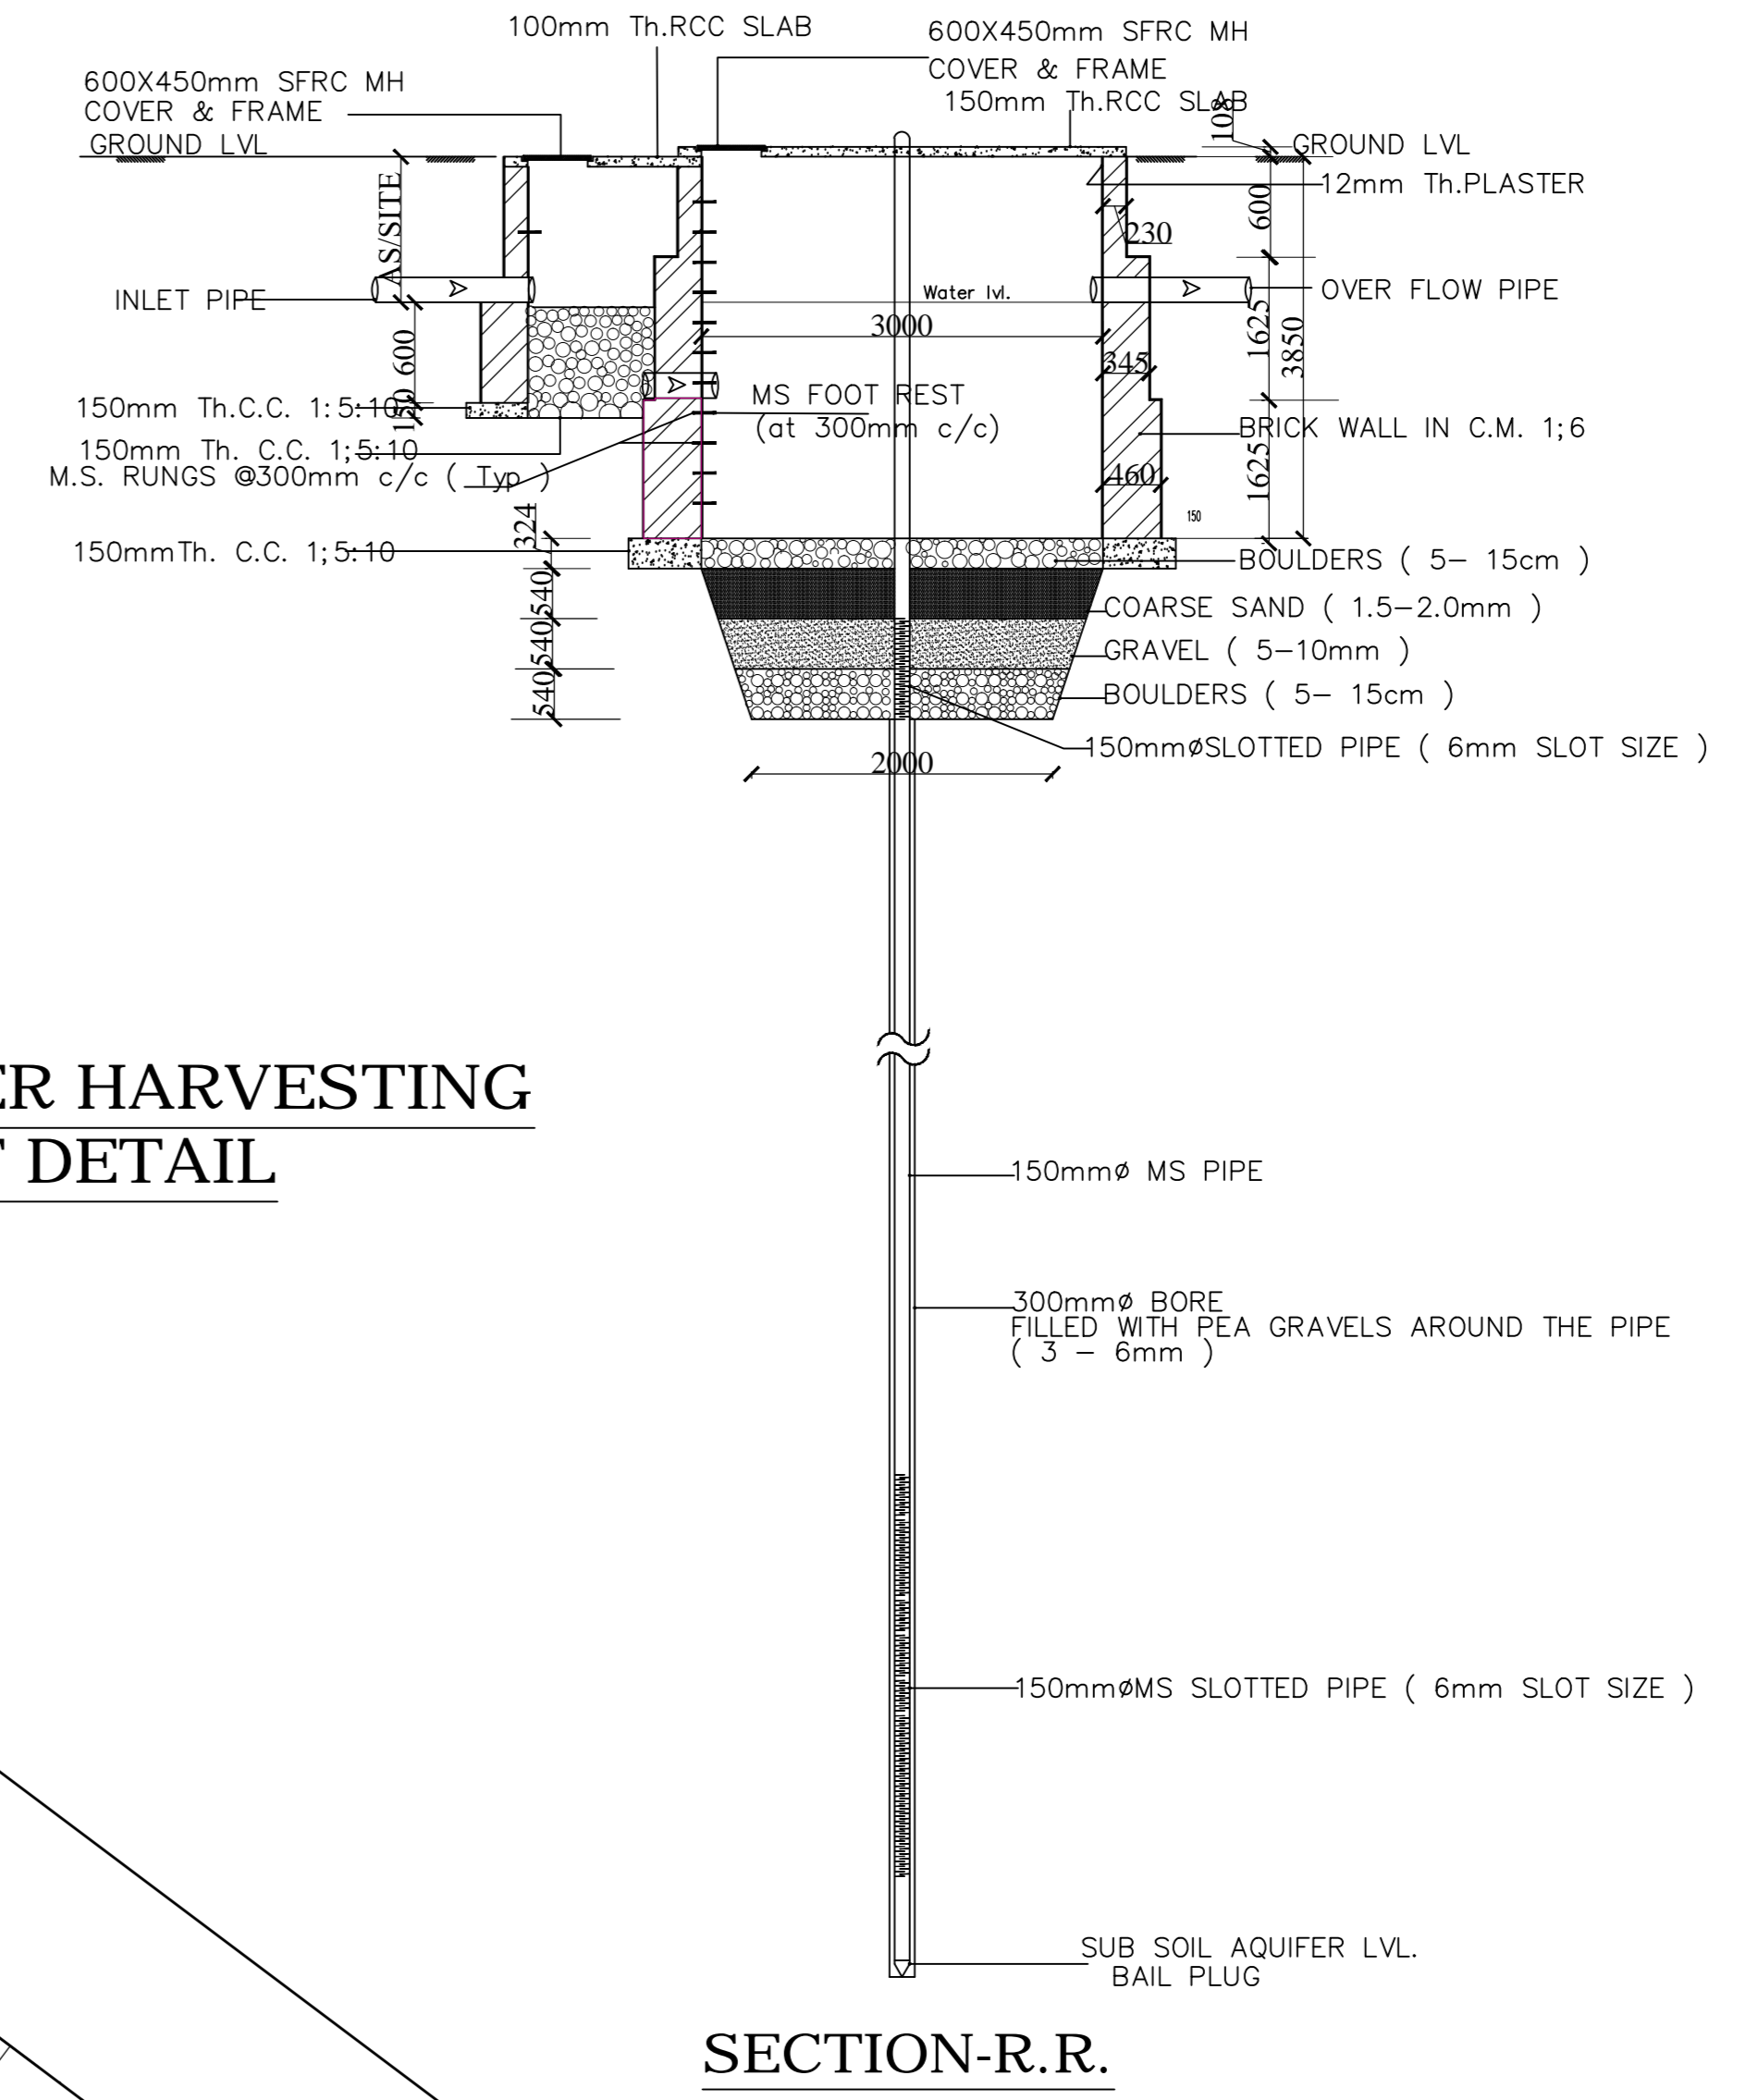 100mm Th.RCC SLAB
600X450mm SFRC MH
COVER & FRAME
150mm Th.RCC SLAB
108
600X450mm SFRC MH
COVER & FRAME
GROUND LVL
GROUND LVL
12mm Th.PLASTER
AS/SITE
600
230
INLET PIPE
Water lvl.
OVER FLOW PIPE
3000
1625
3850
600
345
150mm Th.C.C. 1:5:10
150
MS FOOT REST
(at 300mm c/c)
BRICK WALL IN C.M. 1;6
150mm Th. C.C. 1;5:10
M.S. RUNGS @300mm c/c ( Typ )
460
1625
150
324
150mmTh. C.C. 1;5:10
BOULDERS ( 5- 15cm )
540
COARSE SAND ( 1.5-2.0mm )
540
GRAVEL ( 5-10mm )
540
BOULDERS ( 5- 15cm )
150mmøSLOTTED PIPE ( 6mm SLOT SIZE )
2000
ER HARVESTING
T DETAIL
150mmø MS PIPE
300mmø BORE
FILLED WITH PEA GRAVELS AROUND THE PIPE
( 3 - 6mm )
150mmøMS SLOTTED PIPE ( 6mm SLOT SIZE )
SUB SOIL AQUIFER LVL.
BAIL PLUG
SECTION-R.R.